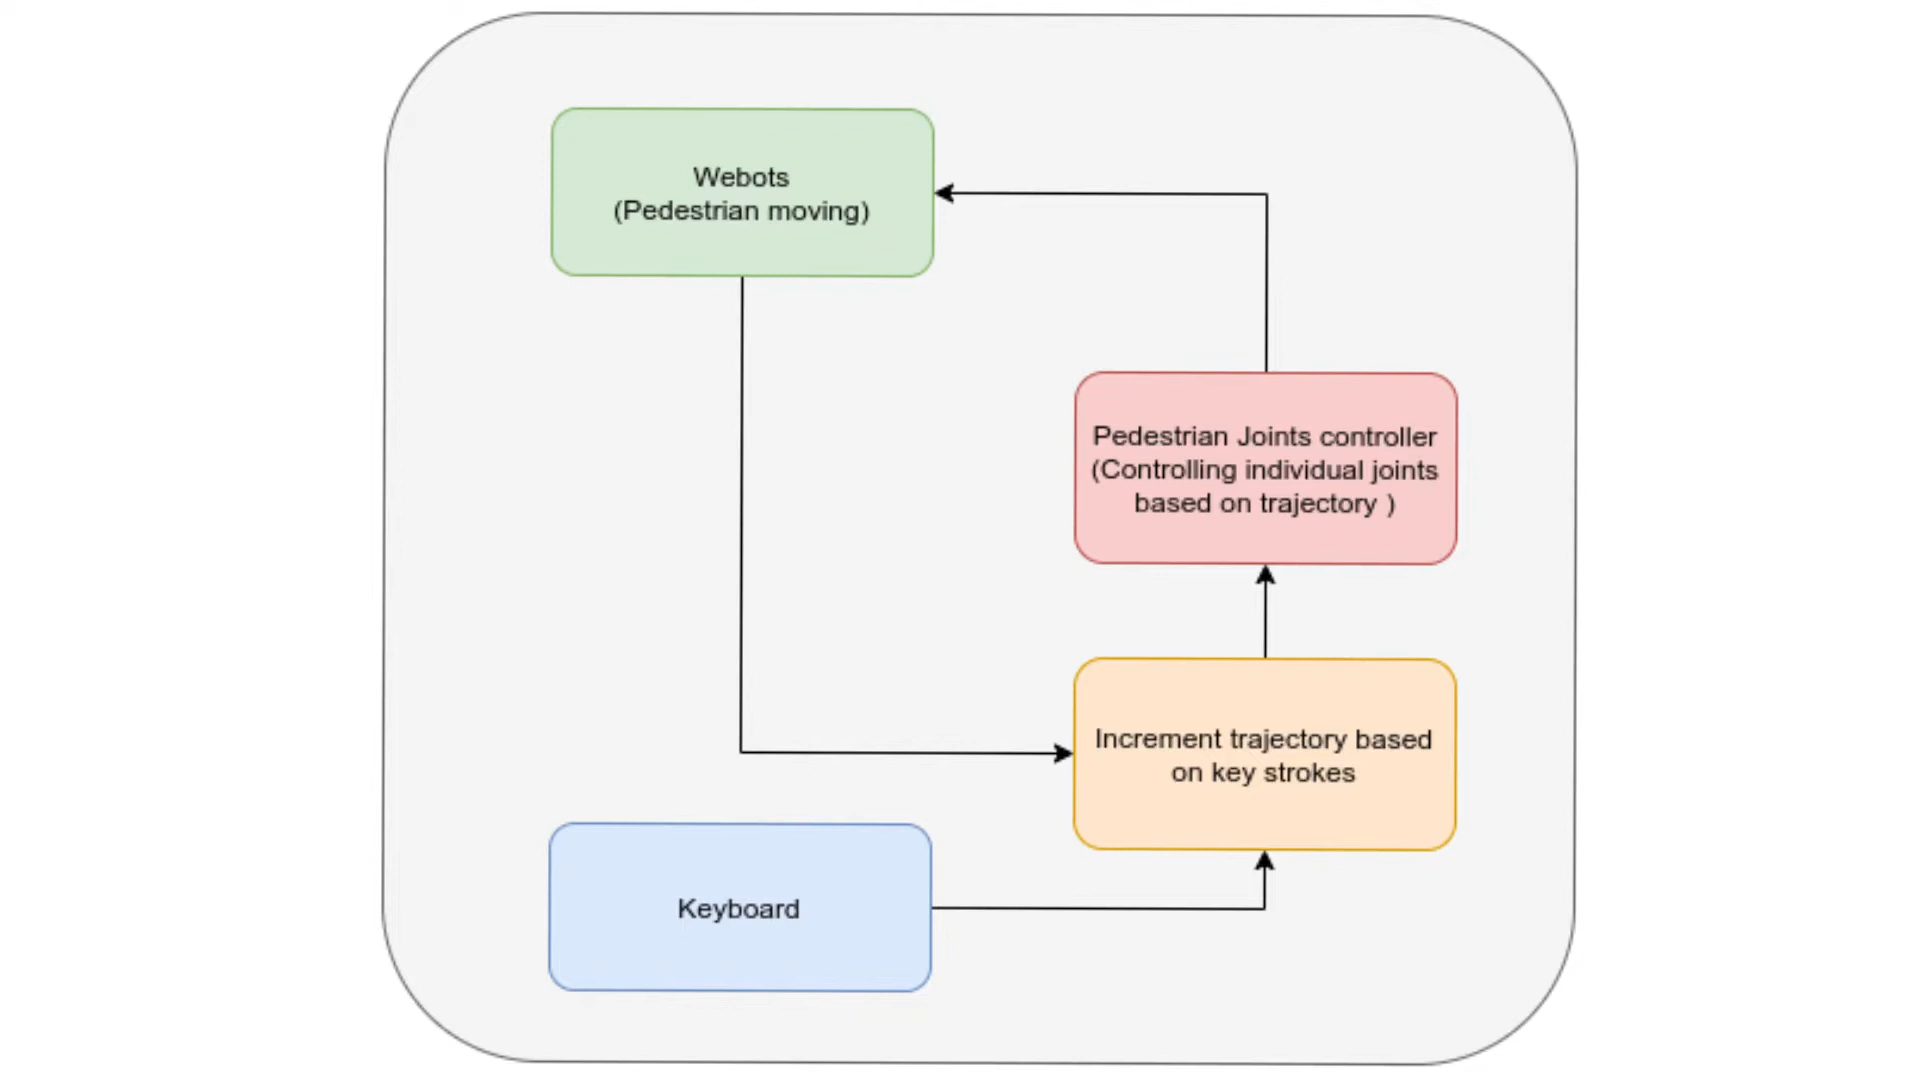 Webots
(Pedestrian moving)
Pedestrian Joints controller
(Controlling individual joints
based on trajectory )
Increment trajectory based
on key strokes
Keyboard